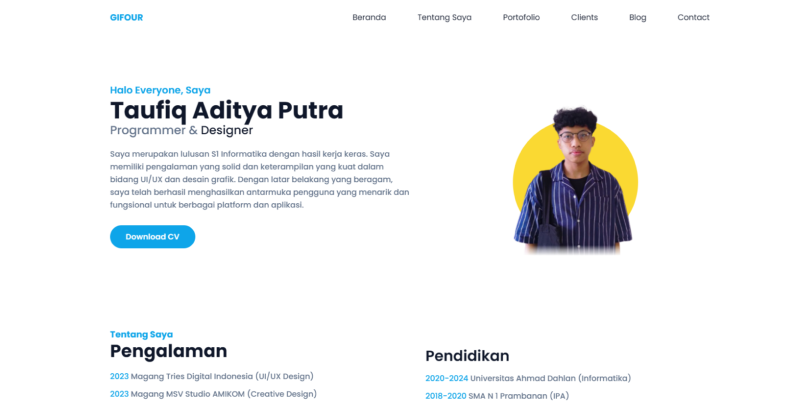 GIFOUR
Beranda
Tentang Saya
Portofolio
Clients
Blog
Contact
Halo Everyone, Saya
Taufiq Aditya Putra
Programmer & Designer
Saya merupakan lulusan S1 Informatika dengan hasil kerja keras. Saya
memiliki pengalaman yang solid dan keterampilan yang kuat dalam
bidang UI/UX dan desain grafik. Dengan latar belakang yang beragam,
saya telah berhasil menghasilkan antarmuka pengguna yang menarik dan
fungsional untuk berbagai platform dan aplikasi.
Download CV
Tentang Saya
Pengalaman
2023 Magang Tries Digital Indonesia (UI/UX Design)
2023 Magang MSV Studio AMIKOM (Creative Design)
Pendidikan
2020-2024 Universitas Ahmad Dahlan (Informatika)
2018-2020 SMA N 1 Prambanan (IPA)